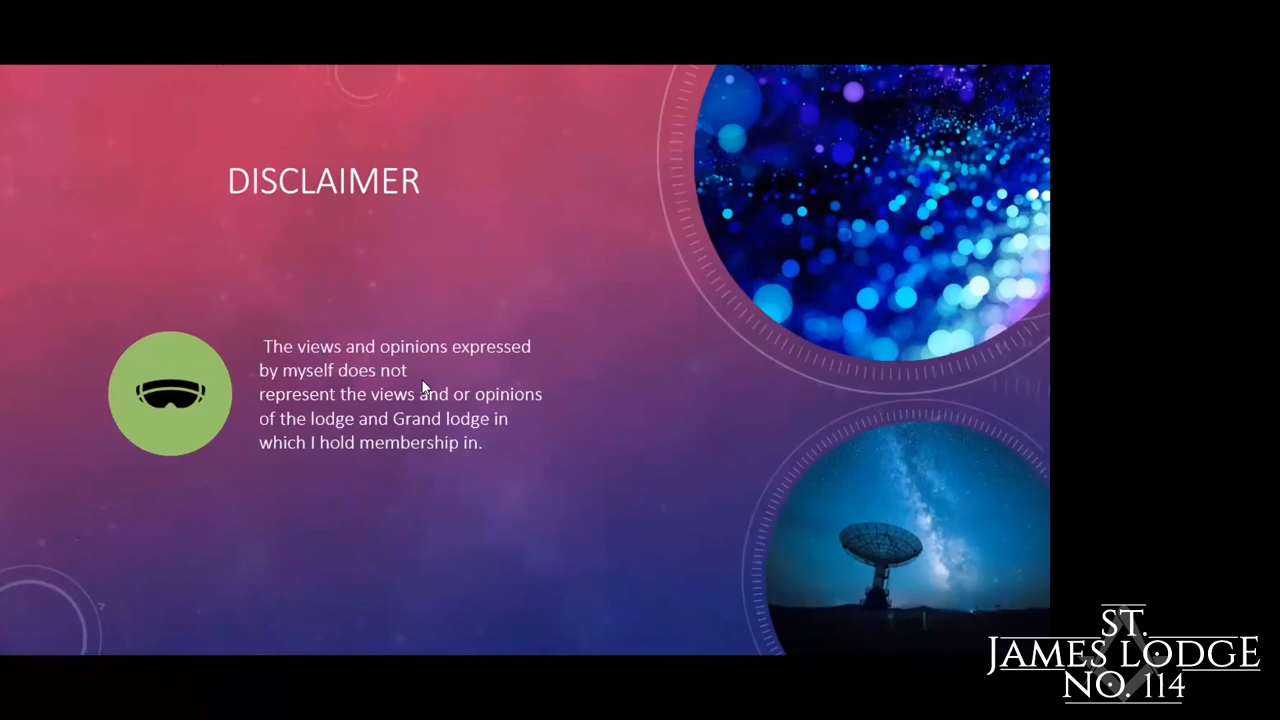 DISCLAIMER
The views and opinions expressed
by myself does not
represent the views and or opinions
of the lodge and Grand lodge in
which I hold membership in.
ST.
JAMES LODGE
NO. 114